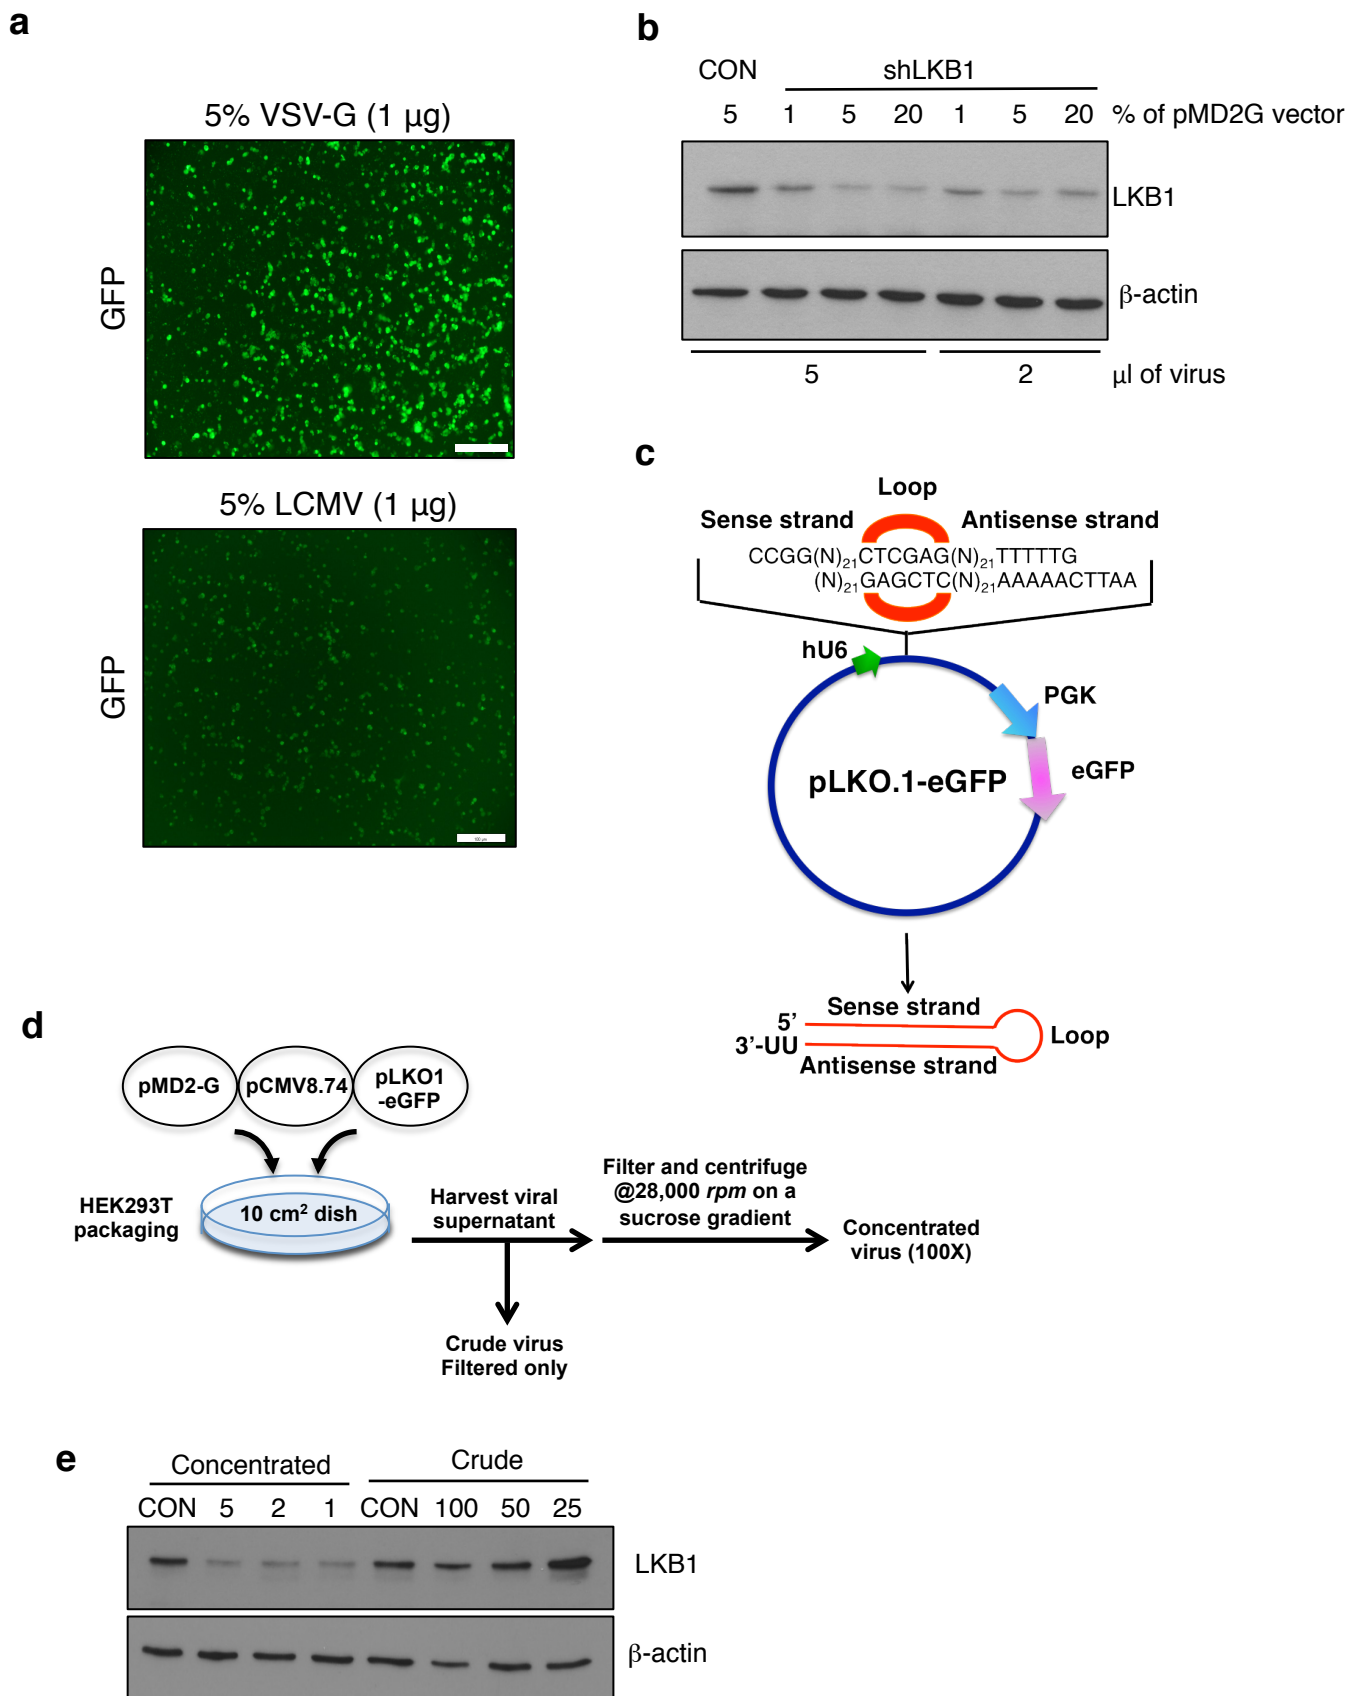 a
5% VSV-G (1 µg)
GFP
5% LCMV (1 µg)
GFP
100 µm
b
CON shLKB1
5 1 5 20 1 5 20 % of pMD2G vector
LKB1
β-actin
5 2 µl of virus
c
Loop
Sense strand Antisense strand
CCGG(N)21CTCGAG(N)21TTTTTG
(N)21GAGCTC(N)21AAAAACTTAA
hU6
PGK
eGFP
pLKO.1-eGFP
Sense strand
5’
3’-UU
Loop
Antisense strand
d
pMD2-G pCMV8.74 pLKO1
-eGFP
HEK293T
packaging
10 cm2 dish
Harvest viral
supernatant
Filter and centrifuge
@28,000 rpm on a
sucrose gradient
Concentrated
virus (100X)
Crude virus
Filtered only
e
Concentrated Crude
CON 5 2 1 CON 100 50 25
LKB1
β-actin